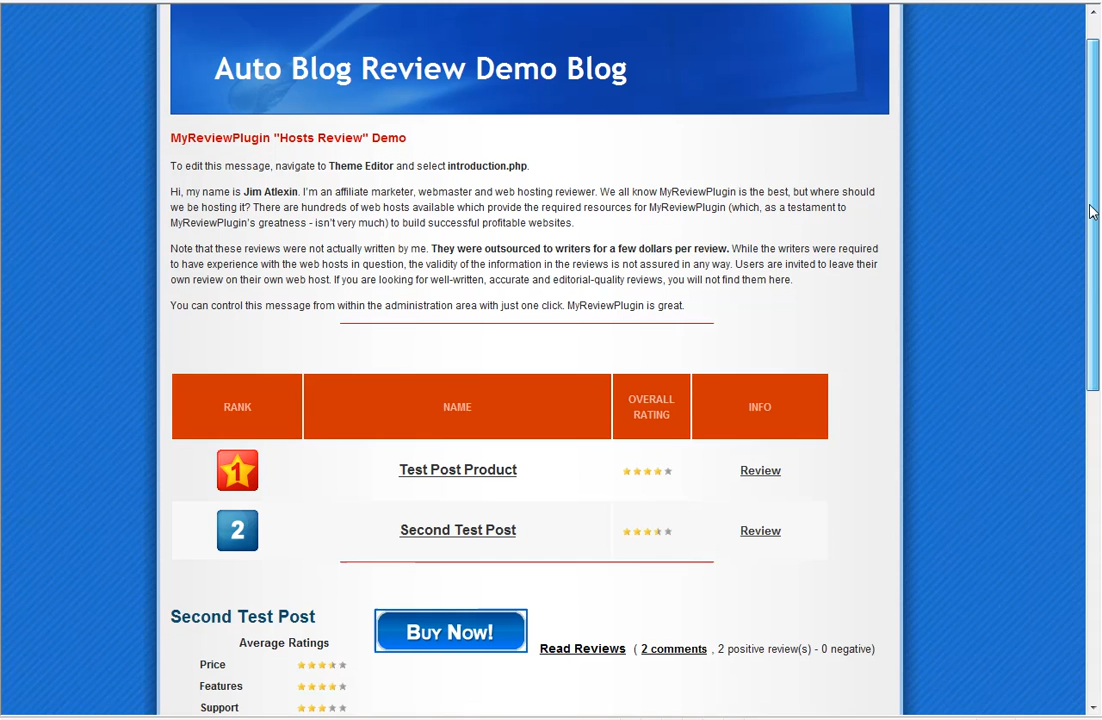 Auto Blog Review Demo Blog
MyReviewPlugin "Hosts Review" Demo
To edit this message, navigate to Theme Editor and select introduction.php.
Hi, my name is Jim Atlexin. I'm an affiliate marketer, webmaster and web hosting reviewer. We all know MyReviewPlugin is the best, but where should
we be hosting it? There are hundreds of web hosts available which provide the required resources for MyReviewPlugin (which, as a testament to
MyReviewPlugin's greatness - isn't very much) to build successful profitable websites.
Note that these reviews were not actually written by me. They were outsourced to writers for a few dollars per review. While the writers were required
to have experience with the web hosts in question, the validity of the information in the reviews is not assured in any way. Users are invited to leave their
own review on their own web host. If you are looking for well-written, accurate and editorial-quality reviews, you will not find them here.
You can control this message from within the administration area with just one click. MyReviewPlugin is great.
RANK NAME OVERALL RATING INFO
1 Test Post Product Review
2 Second Test Post Review
Second Test Post
Buy Now!
Average Ratings
Read Reviews ( 2 comments , 2 positive review(s) - 0 negative)
Price
Features
Support